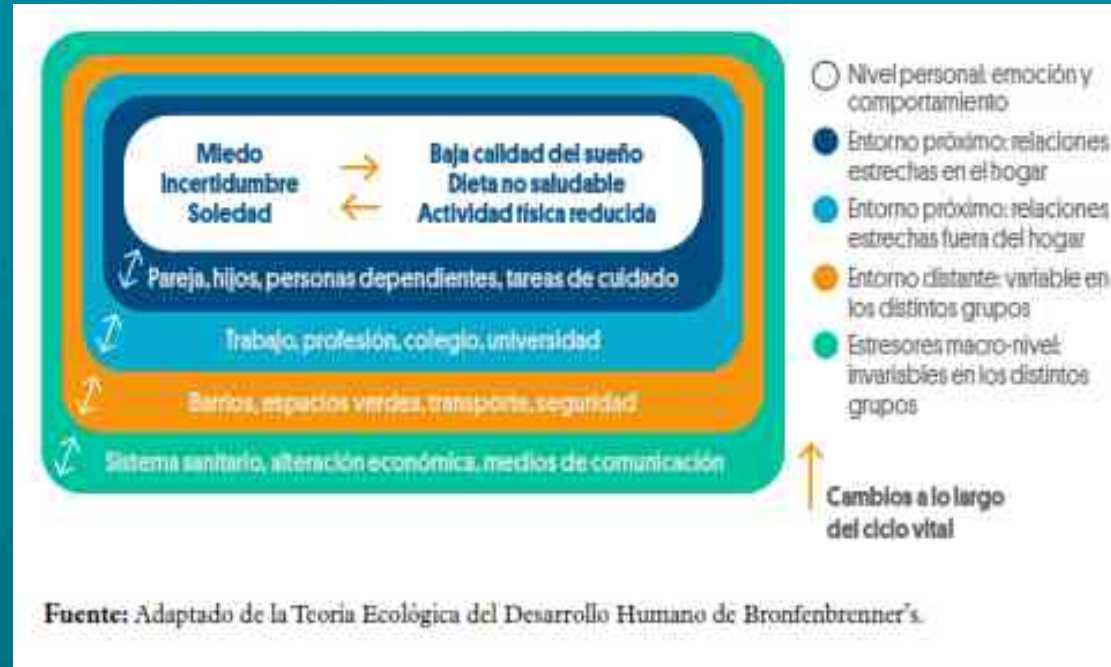 Miedo
Incertidumbre
Soledad
Baja calidad del sueño
Dieta no saludable
Actividad física reducida
Pareja, hijos, personas dependientes, tareas de cuidado
Trabajo, profesión, colegio, universidad
Barrios, espacios verdes, transporte, seguridad
Sistema sanitario, alteración económica, medios de comunicación
Nivel personal: emoción y
comportamiento
Entorno próximo: relaciones
estrechas en el hogar
Entorno próximo: relaciones
estrechas fuera del hogar
Entorno distante: variable en
los distintos grupos
Estresores macro-nivel:
invariables en los distintos
grupos
Cambios a lo largo
del ciclo vital
Fuente: Adaptado de la Teoría Ecológica del Desarrollo Humano de Bronfenbrenner's.